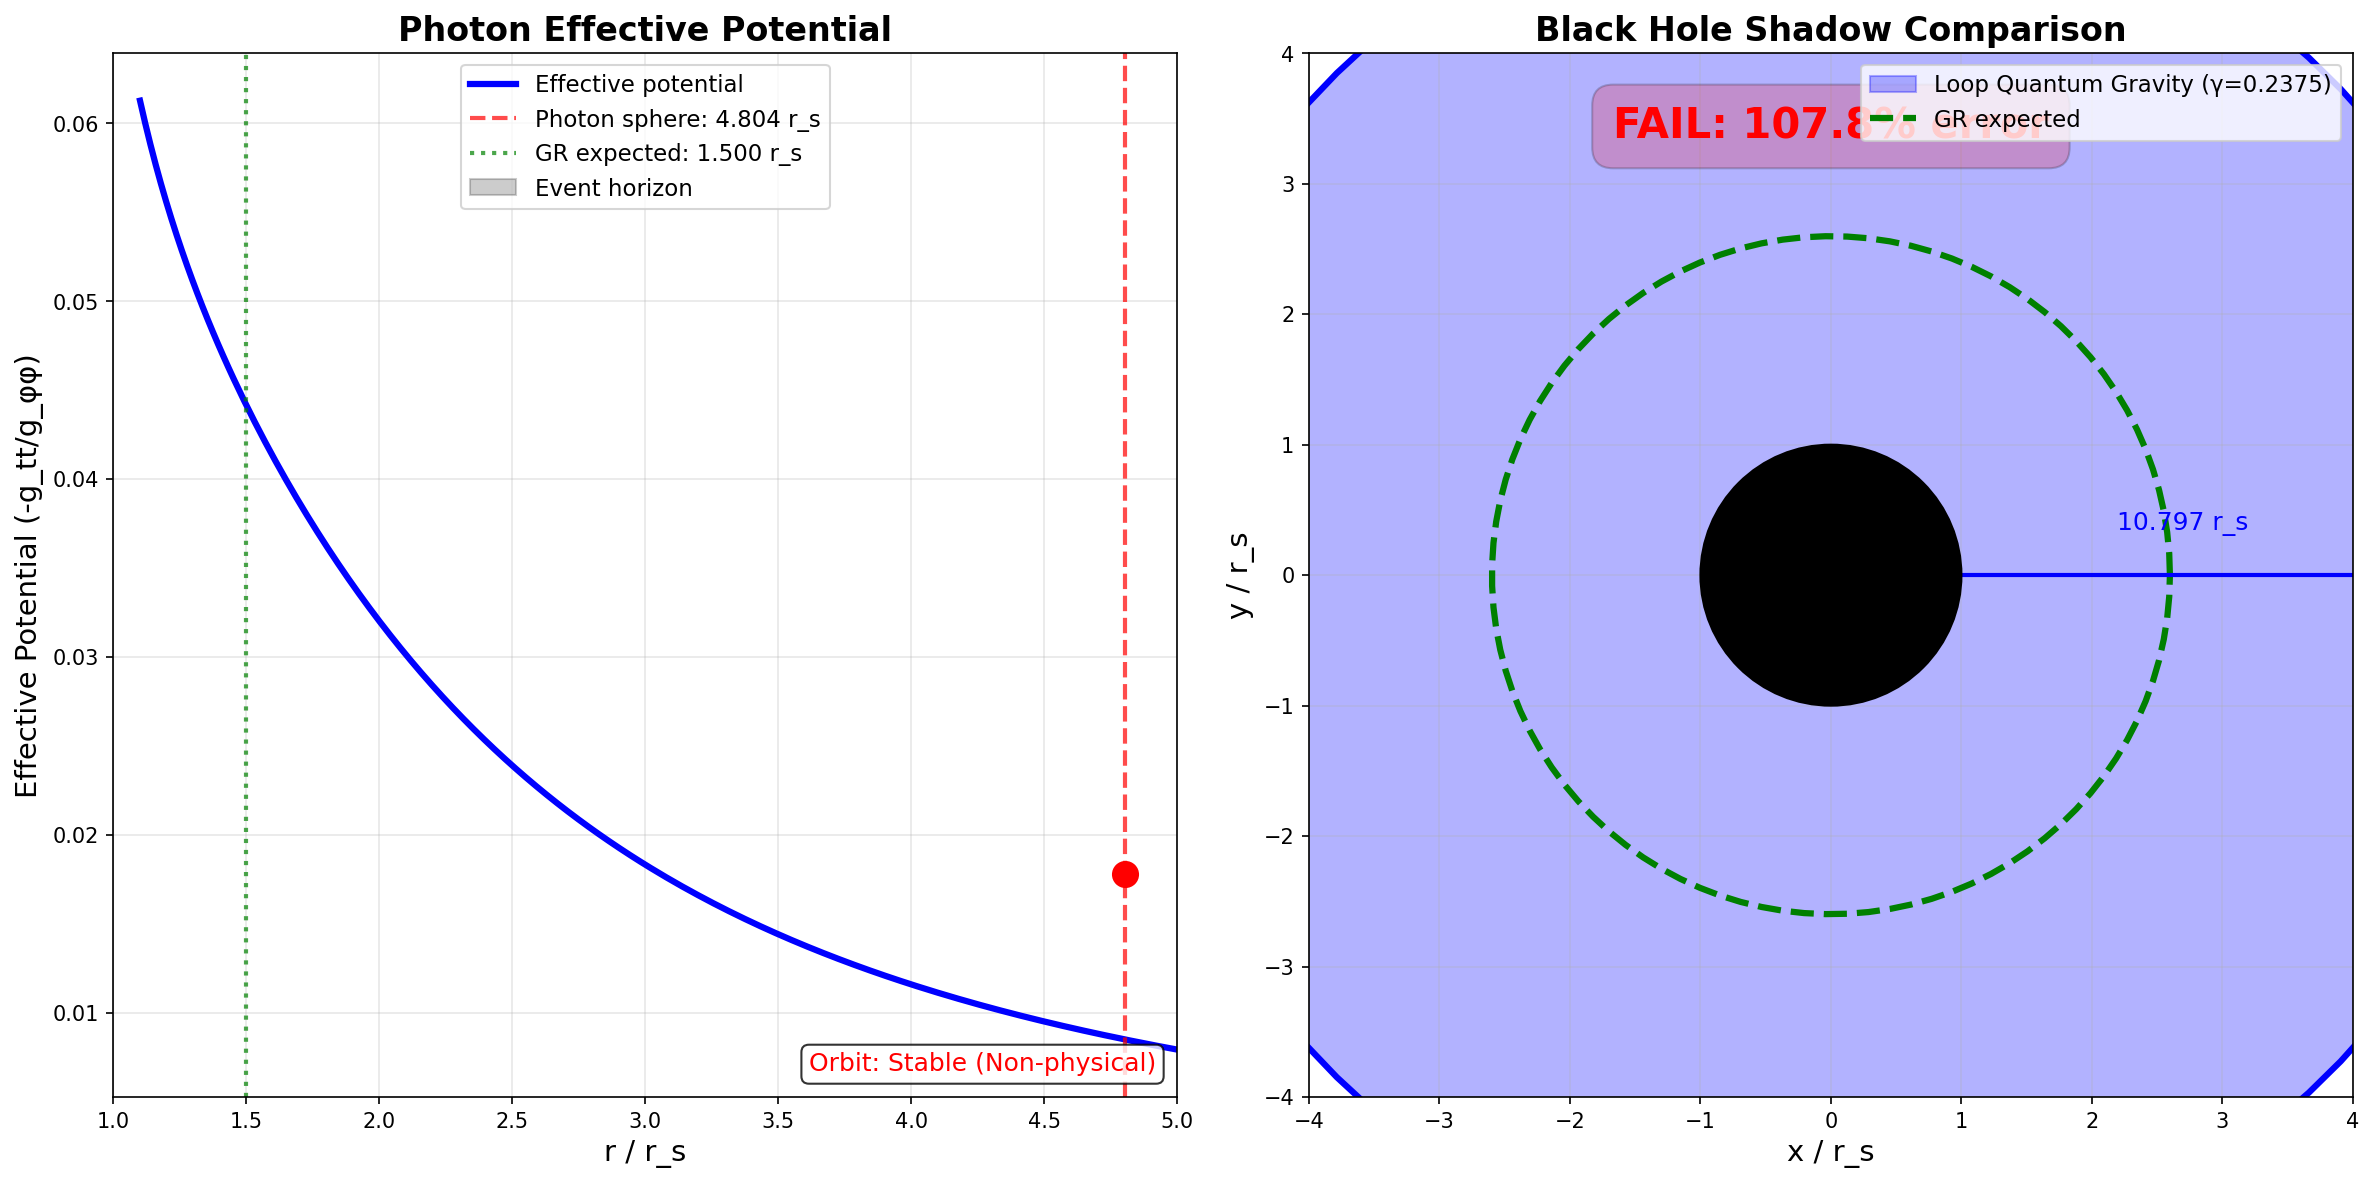 Photon Effective Potential
Effective potential
Photon sphere: 4.804 r_s
GR expected: 1.500 r_s
Event horizon
Effective Potential (-g_tt/g_φφ)
0.06
0.05
0.04
0.03
0.02
0.01
Orbit: Stable (Non-physical)
1.0 1.5 2.0 2.5 3.0 3.5 4.0 4.5 5.0
r / r_s
Black Hole Shadow Comparison
Loop Quantum Gravity (γ=0.2375)
GR expected
FAIL: 107.8% error
10.797 r_s
y / r_s
4
3
2
1
0
−1
−2
−3
−4
−4 −3 −2 −1 0 1 2 3 4
x / r_s